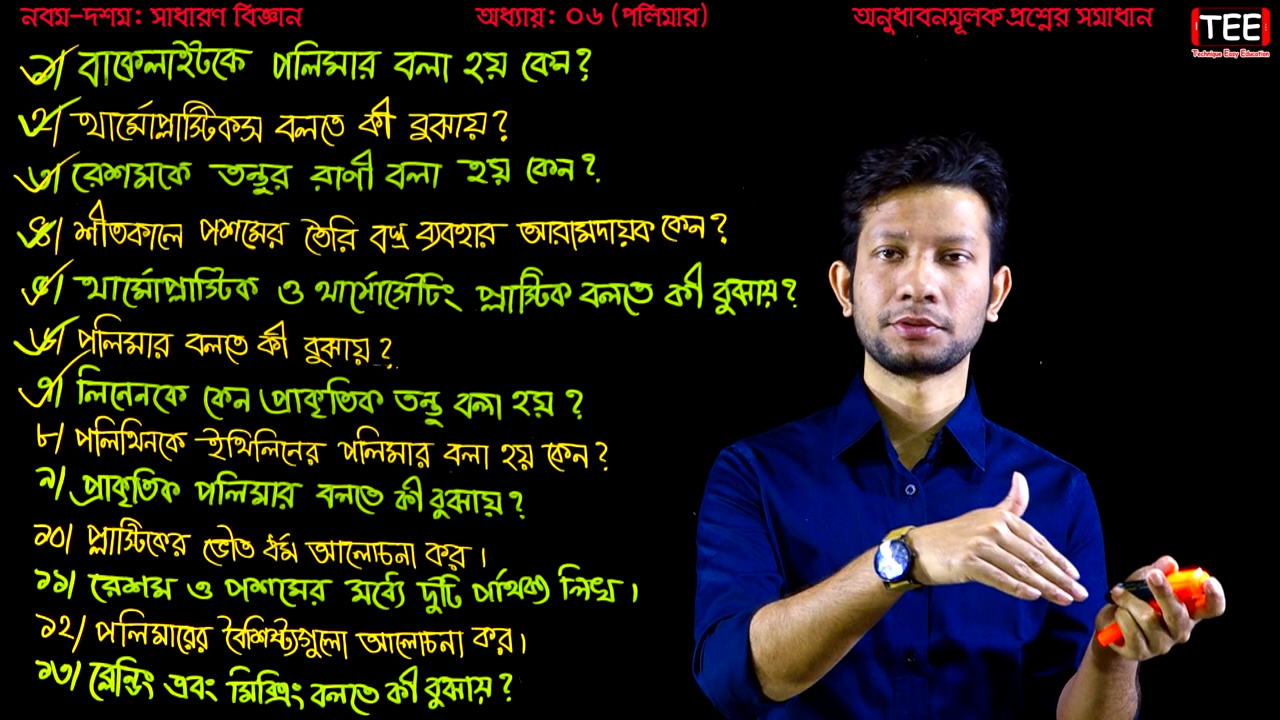 নবম-দশম: সাধারণ বিজ্ঞান
অধ্যায়: ০৬ (পলিমার)
অনুধাবনমূলক প্রশ্নের সমাধান
TEE
Technique Easy Education
১। বাকেলাইটকে পলিমার বলা হয় কেন?
২। থার্মোপ্লাস্টিকস বলতে কী বুঝায়?
৩। রেশমকে তন্তুর রাণী বলা হয় কেন?
৪। শীতকালে পশমের তৈরি বস্ত্র ব্যবহার আরামদায়ক কেন?
৫। থার্মোপ্লাস্টিক ও থার্মোসেটিং প্লাস্টিক বলতে কী বুঝায়?
৬। পলিমার বলতে কী বুঝায়?
৭। লিনেনকে কেন প্রাকৃতিক তন্তু বলা হয়?
৮। পলিথিনকে ইথিলিনের পলিমার বলা হয় কেন?
৯। প্রাকৃতিক পলিমার বলতে কী বুঝায়?
১০। প্লাস্টিকের ভৌত ধর্ম আলোচনা কর।
১১। রেশম ও পশমের মধ্যে দুটি পার্থক্য লিখ।
১২। পলিমারের বৈশিষ্ট্যগুলো আলোচনা কর।
১৩। ব্লেন্ডিং এবং মিক্সিং বলতে কী বুঝায়?